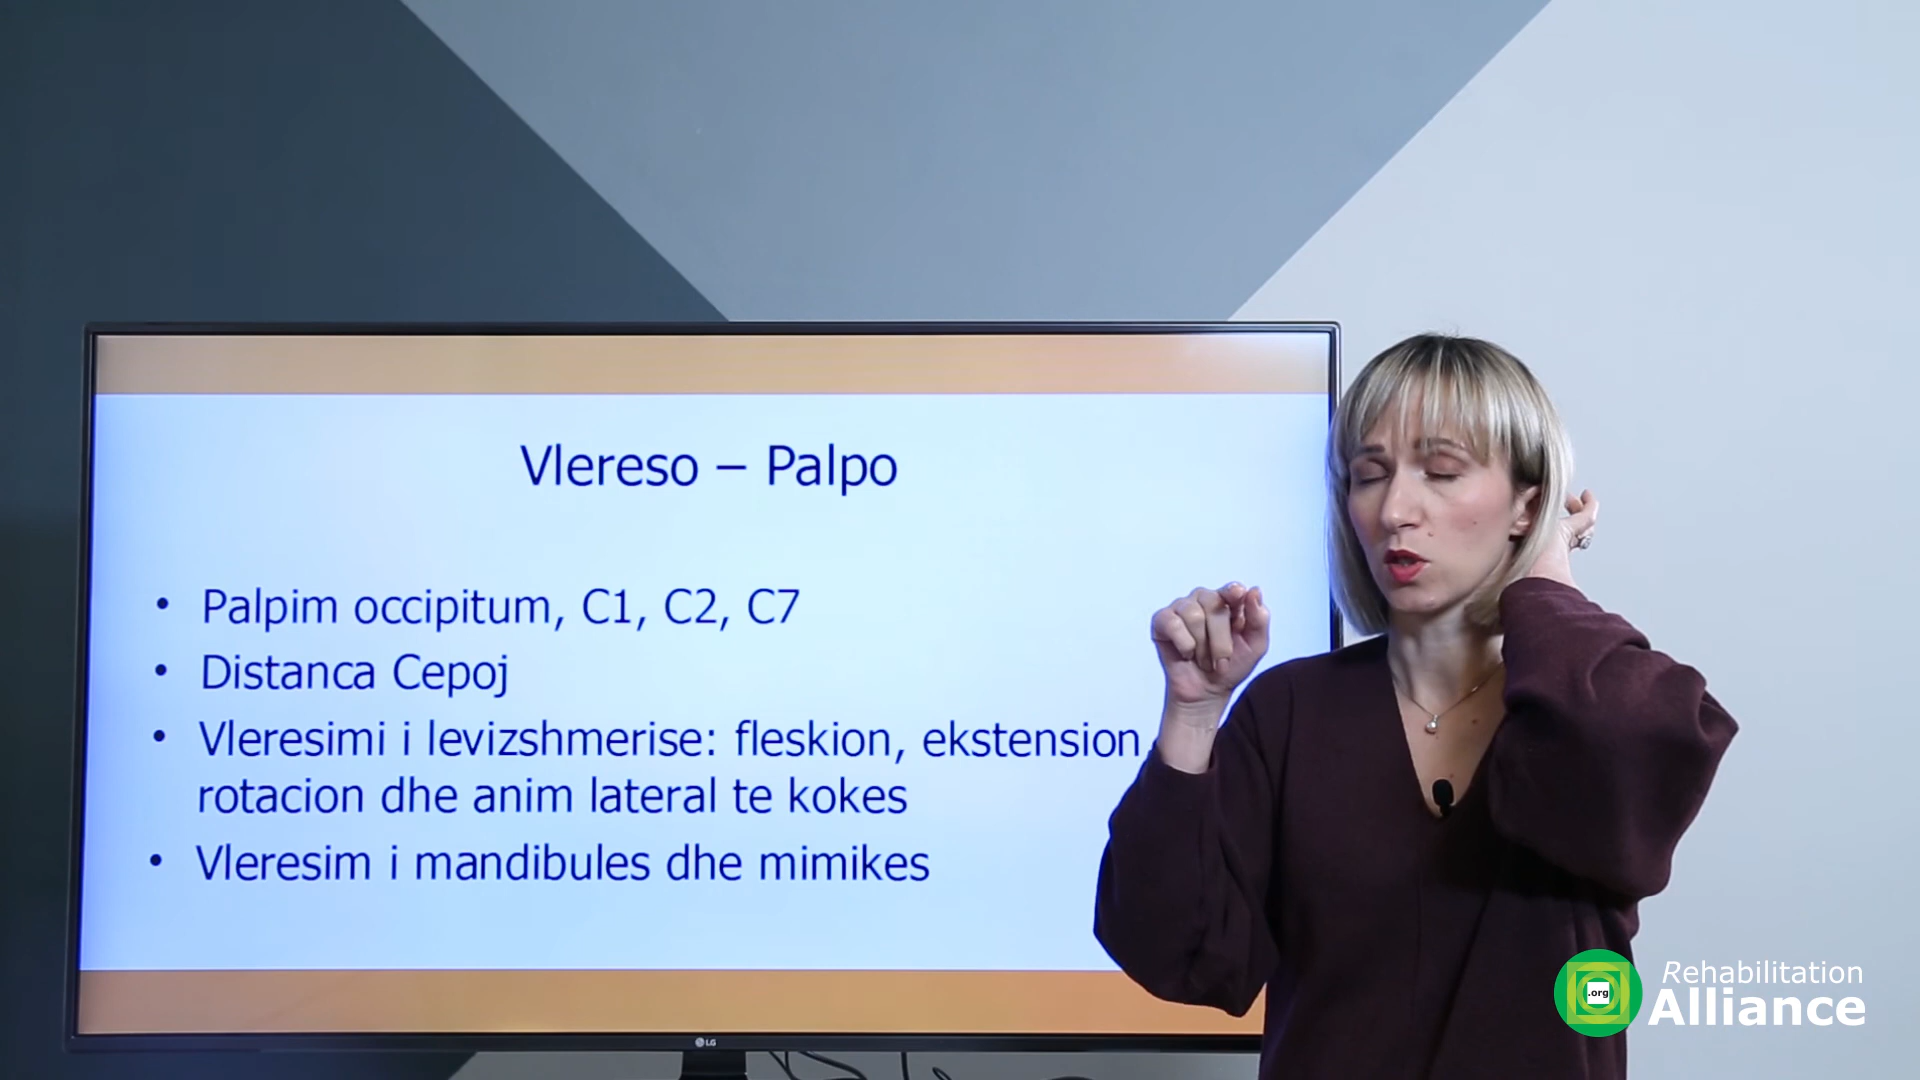 Vlereso – Palpo
• Palpim occipitum, C1, C2, C7
• Distanca Cepoj
• Vleresimi i levizshmerise: fleskion, ekstension,
rotacion dhe anim lateral te kokes
• Vleresim i mandibules dhe mimikes
LG
.org
Rehabilitation
Alliance